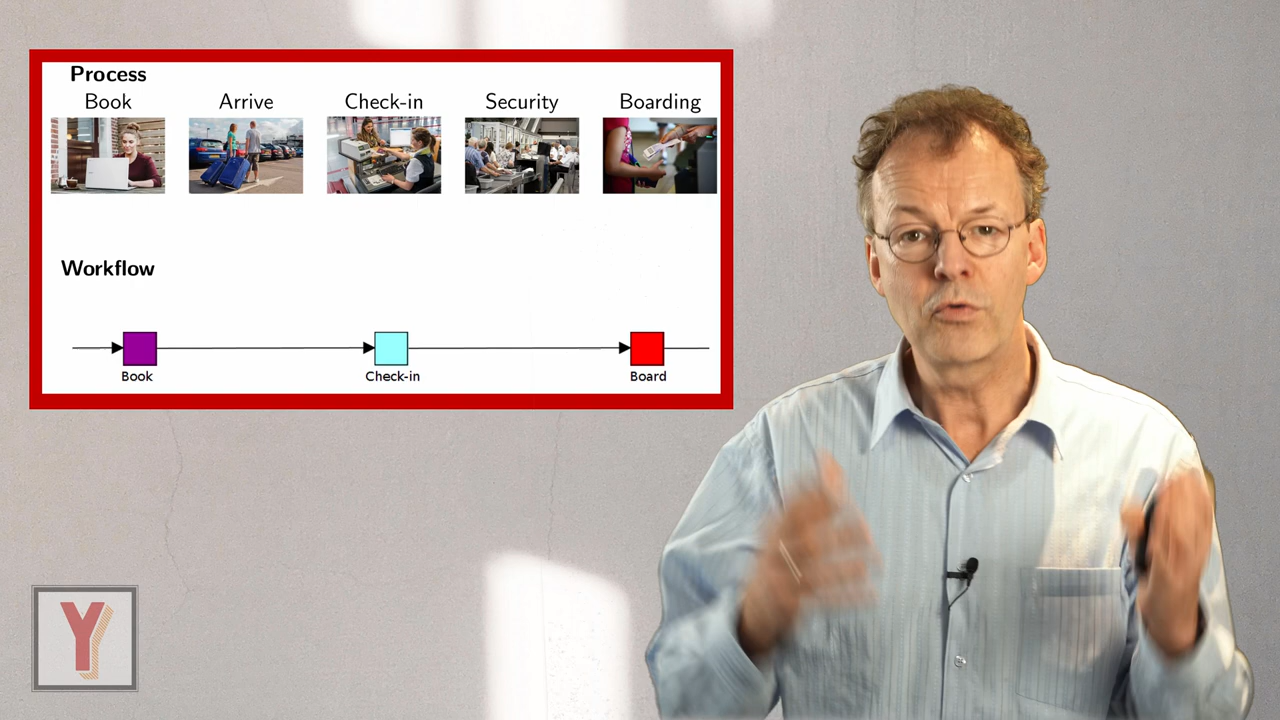 Process
Book Arrive Check-in Security Boarding
Workflow
Book Check-in Board
Y